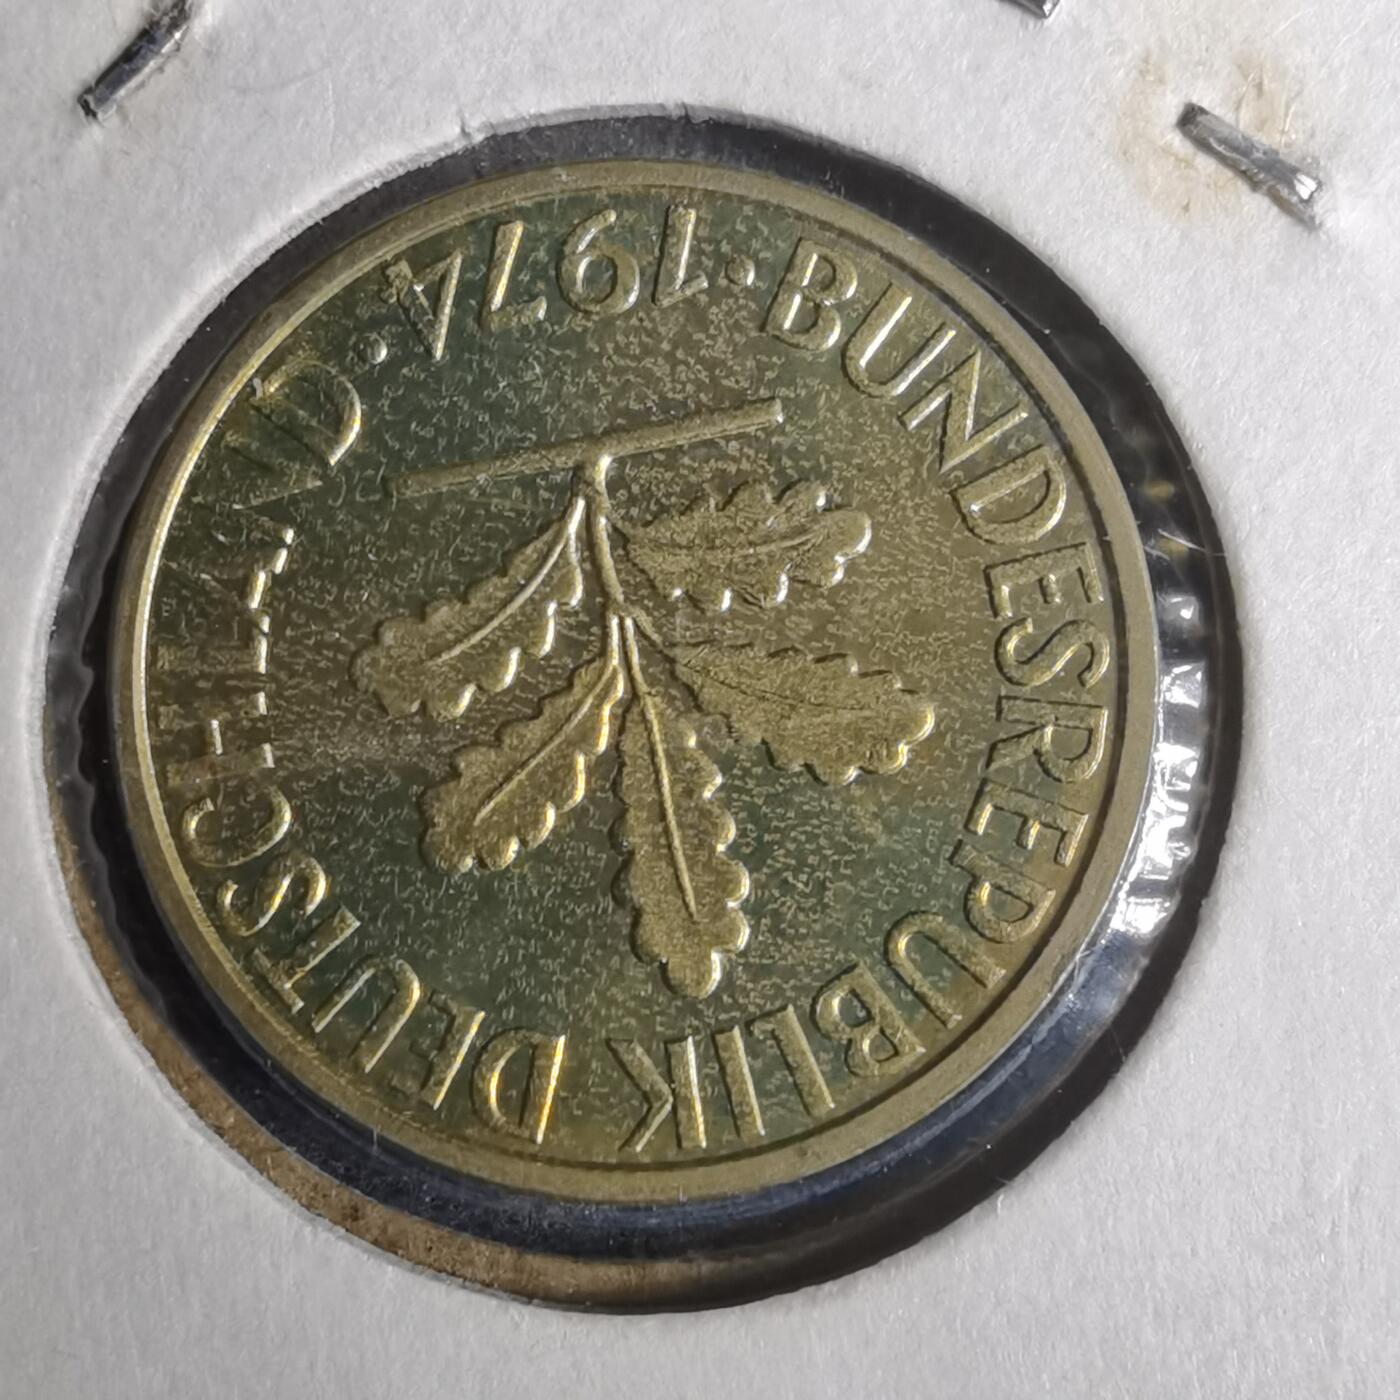 BUNDESREPUBLIK DEUTSCHLAND
· 1974 ·